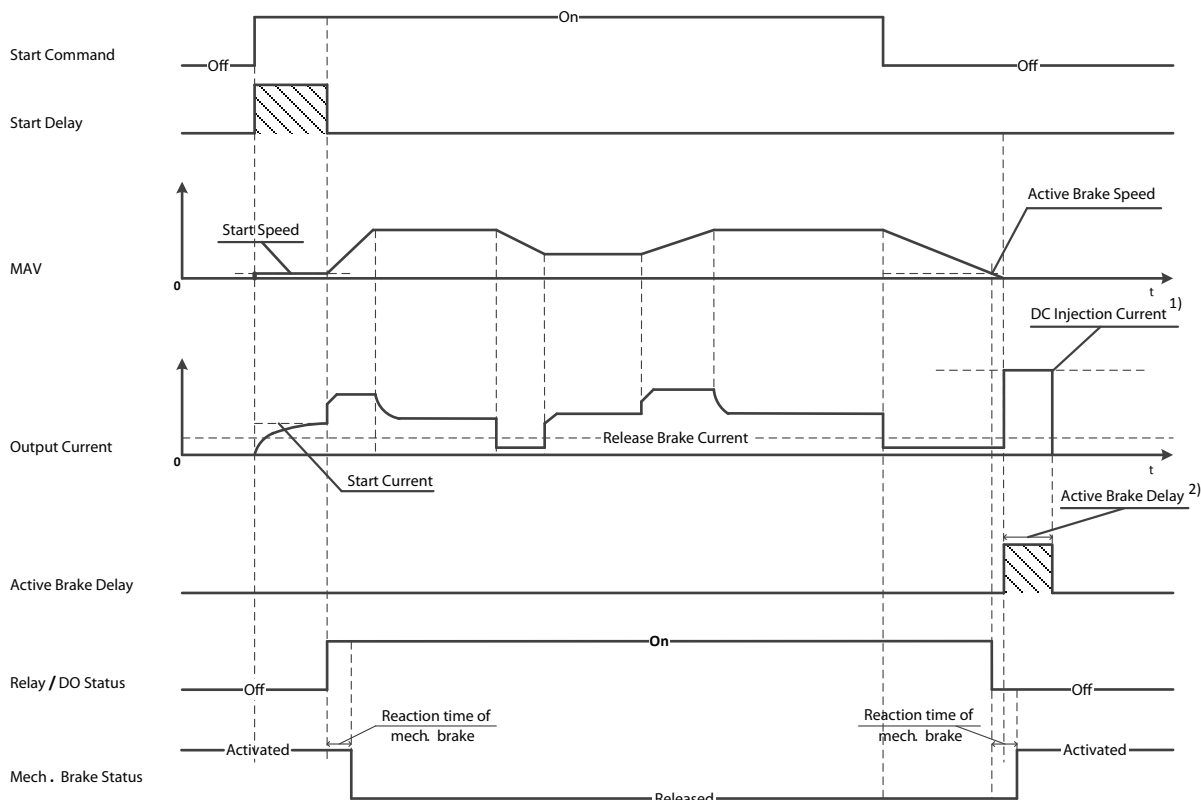 On
Start Command
Off
Off
Start Delay
Active Brake Speed
Start Speed
MAV
0
t
DC Injection Current 1)
Release Brake Current
Output Current
0
t
Start Current
Active Brake Delay 2)
Active Brake Delay
On
Relay / DO Status
Off
Off
Reaction time of
mech. brake
Reaction time of
mech. brake
Activated
Activated
Mech . Brake Status
Released